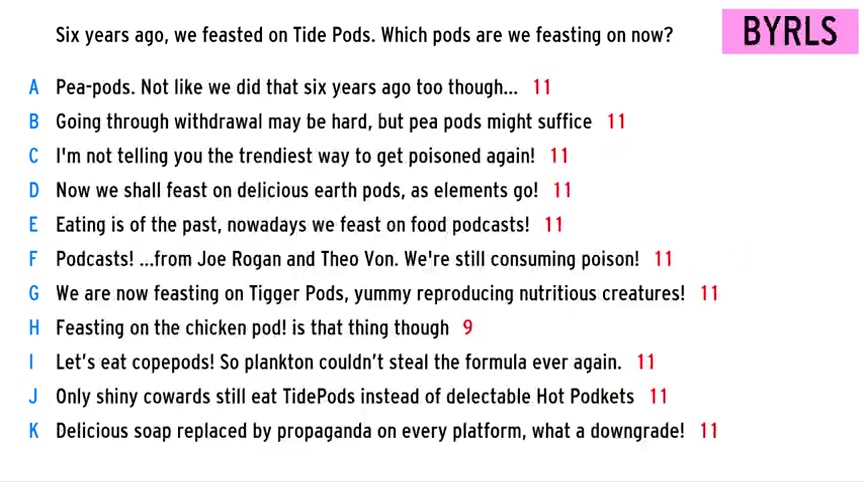 Six years ago, we feasted on Tide Pods. Which pods are we feasting on now?
BYRLS
A Pea-pods. Not like we did that six years ago too though... 11
B Going through withdrawal may be hard, but pea pods might suffice 11
C I'm not telling you the trendiest way to get poisoned again! 11
D Now we shall feast on delicious earth pods, as elements go! 11
E Eating is of the past, nowadays we feast on food podcasts! 11
F Podcasts! ...from Joe Rogan and Theo Von. We're still consuming poison! 11
G We are now feasting on Tigger Pods, yummy reproducing nutritious creatures! 11
H Feasting on the chicken pod! is that thing though 9
I Let’s eat copepods! So plankton couldn’t steal the formula ever again. 11
J Only shiny cowards still eat TidePods instead of delectable Hot Podkets 11
K Delicious soap replaced by propaganda on every platform, what a downgrade! 11